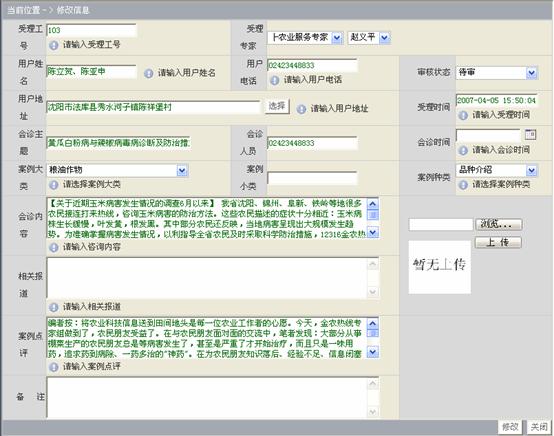 当前位置 - > 修改信息
受理工号
103
请输入受理工号
受理专家
农业服务专家
赵义平
用户姓名
陈立贺、陈亚申
请输入用户姓名
用户电话
02423448833
请输入用户电话
审核状态
待审
用户地址
沈阳市法库县秀水河子镇陈祥堡村
选择
请输入用户地址
受理时间
2007-04-05 15:50:04
请输入受理时间
会诊主题
黄瓜白粉病与辣椒病毒病诊断及防治措
会诊人员
02423448833
会诊时间
请输入会诊时间
案例大类
粮油作物
请选择案例大类
案例小类
案例种类
品种介绍
请选择案例种类
会诊内容
【关于近期玉米病害发生情况的调查6月以来】 我省沈阳、锦州、阜新、铁岭等地很多
农民接连打来热线，咨询玉米病害的防治方法。这些农民描述的症状十分相近：玉米病
株生长缓慢，叶发黄，根发黑。其中部分农民还反映，当地病害呈现出大规模发生趋
势。为准确掌握病害发生情况，以利指导全省农民及时采取科学防治措施，12316金农热
请输入咨询内容
浏览...
上 传
暂无上传
相关报道
请输入相关报道
案例点评
编者按：将农业科技信息送到田间地头是每一位农业工作者的心愿。今天，金农热线专
家组做到了，农民朋友受益了。在与农民朋友面对面的交流中，笔者发现：大部分从事
棚菜生产的农民朋友总是等病害发生了，甚至是严重了才开始治疗，而且只是一味用
药，追求药到病除、一药多治的"神药"。在为农民朋友知识落后、经验不足、信息闭塞
请输入案例点评
备 注
修改
关闭